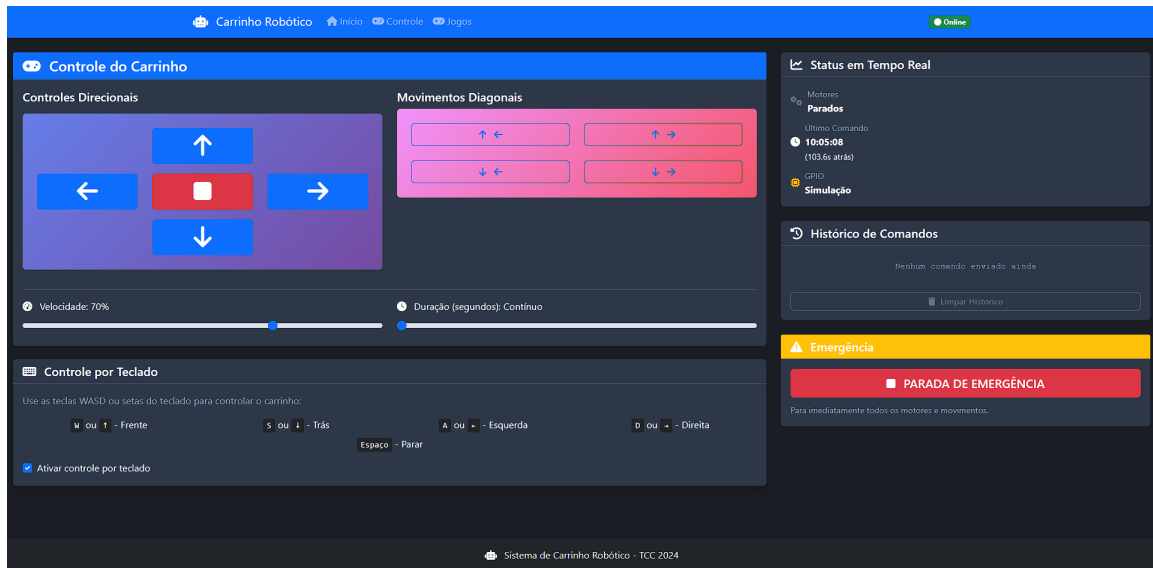 Carrinho Robótico Início Controle Jogos Online
Controle do Carrinho
Controles Direcionais
Movimentos Diagonais
↑
← →
↓
↑ ← ↑ →
↓ ← ↓ →
Velocidade: 70%
Duração (segundos): Contínuo
Controle por Teclado
Use as teclas WASD ou setas do teclado para controlar o carrinho:
W ou ↑ - Frente S ou ↓ - Trás A ou ← - Esquerda D ou → - Direita
Espaço - Parar
Ativar controle por teclado
Status em Tempo Real
Motores
Parados
Último Comando
10:05:08
(103.6s atrás)
GPIO
Simulação
Histórico de Comandos
Nenhum comando enviado ainda
Limpar Historico
Emergência
PARADA DE EMERGÊNCIA
Para imediatamente todos os motores e movimentos.
Sistema de Carrinho Robótico - TCC 2024